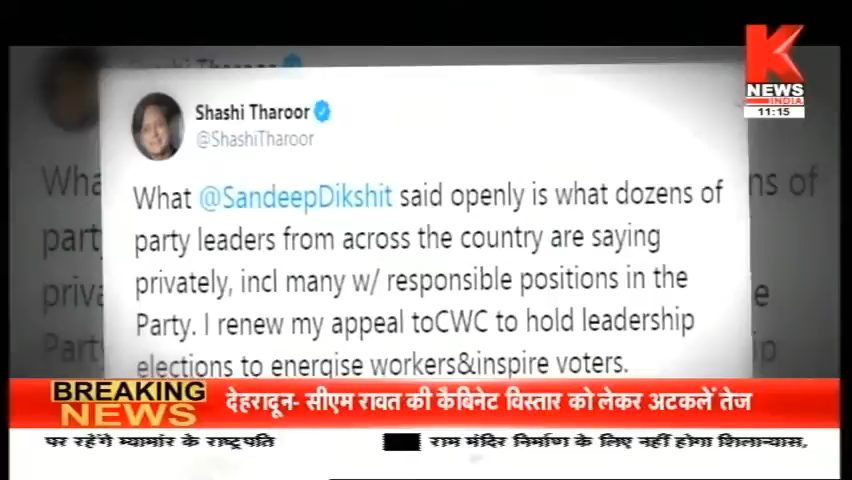 K
NEWS
INDIA
11:15
Shashi Tharoor
@ShashiTharoor
What @SandeepDikshit said openly is what dozens of
party leaders from across the country are saying
privately, incl many w/ responsible positions in the
Party. I renew my appeal toCWC to hold leadership
elections to energise workers&inspire voters.
BREAKING
NEWS
देहरादून- सीएम रावत की कैबिनेट विस्तार को लेकर अटकलें तेज
पर रहेंगे म्यामांर के राष्ट्रपति
राम मंदिर निर्माण के लिए नहीं होगा शिलान्यास,